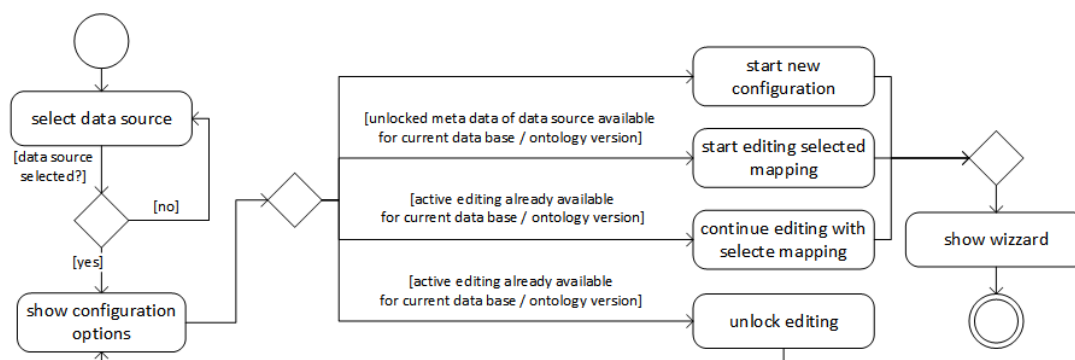 select data source
[data source
selected?]
[no]
[yes]
show configuration
options
[unlocked meta data of data source available
for current data base / ontology version]
[active editing already available
for current data base / ontology version]
[active editing already available
for current data base / ontology version]
start new
configuration
start editing selected
mapping
continue editing with
selecte mapping
unlock editing
show wizzard